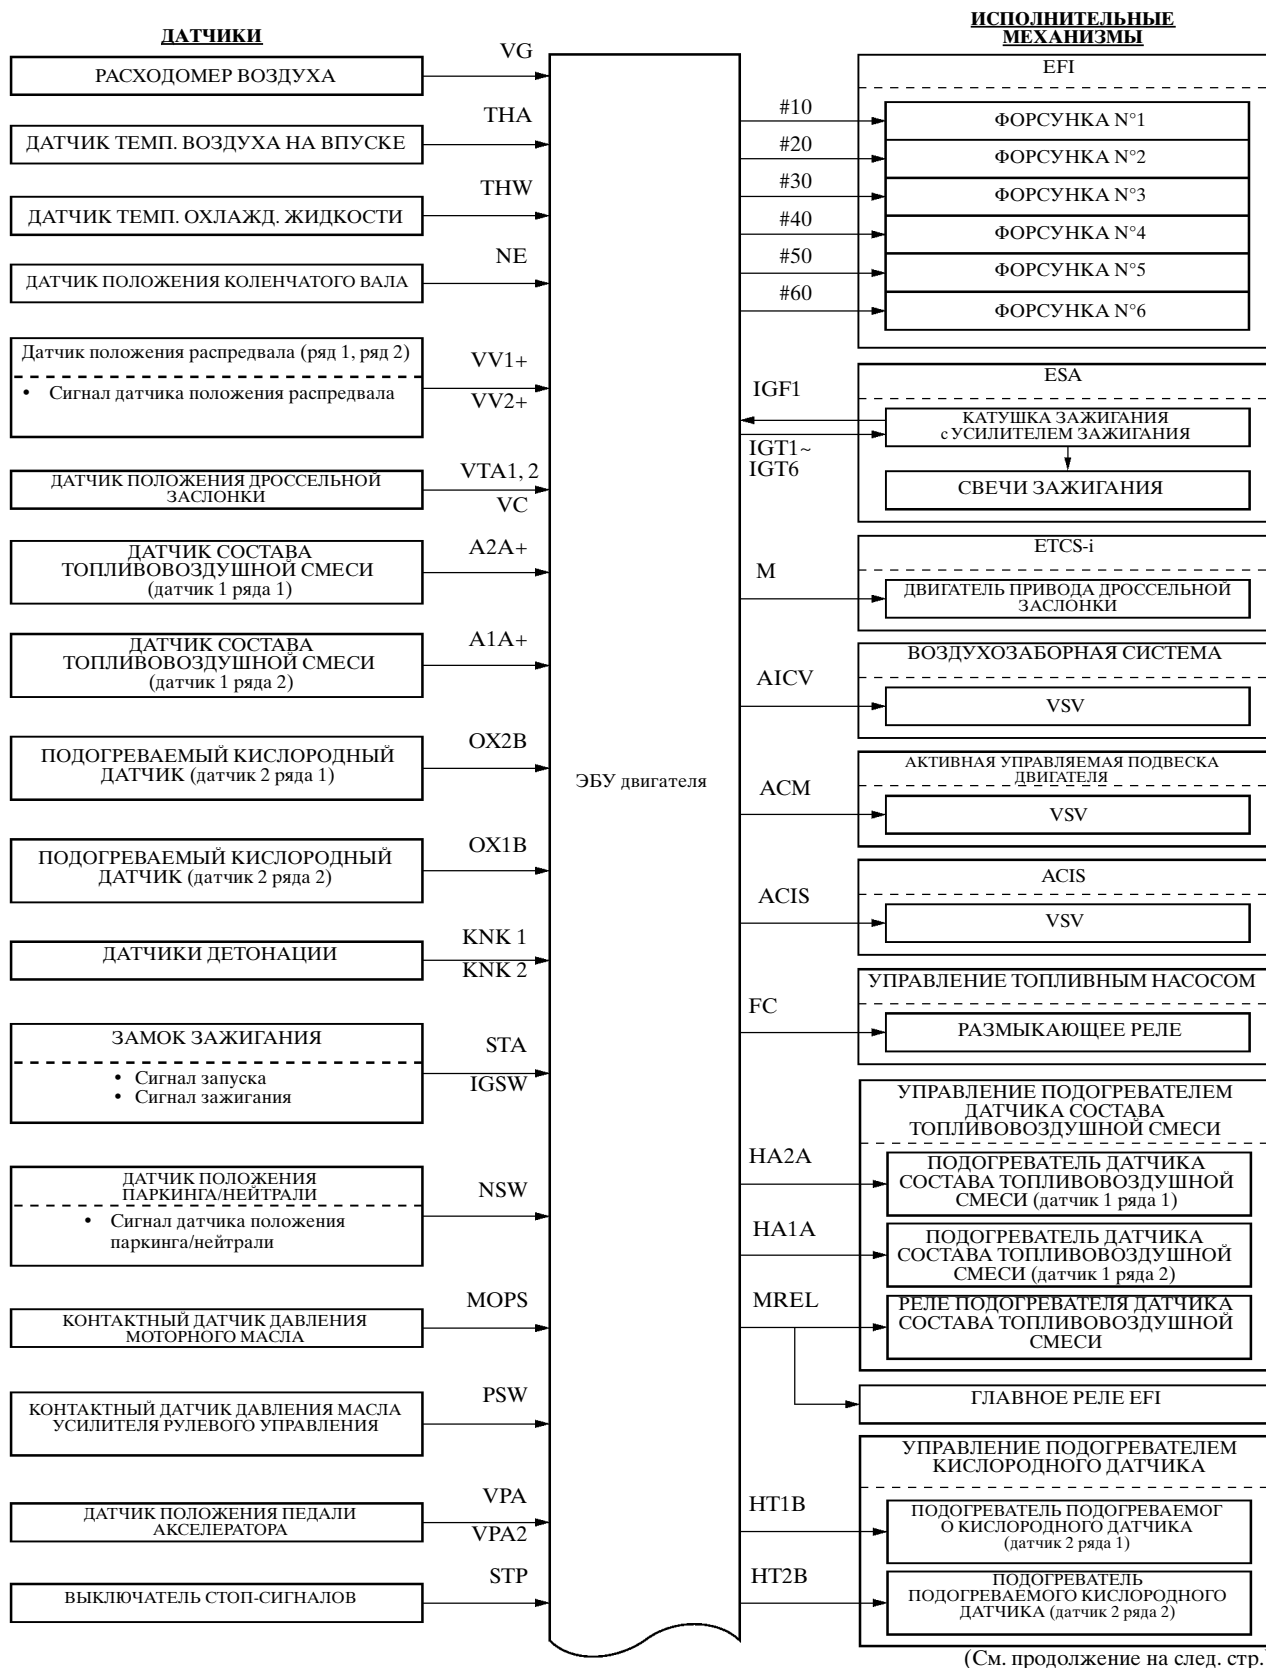 ДАТЧИКИ
РАСХОДОМЕР ВОЗДУХА
VG
ДАТЧИК ТЕМП. ВОЗДУХА НА ВПУСКЕ
THA
ДАТЧИК ТЕМП. ОХЛАЖД. ЖИДКОСТИ
THW
ДАТЧИК ПОЛОЖЕНИЯ КОЛЕНЧАТОГО ВАЛА
NE
Датчик положения распредвала (ряд 1, ряд 2)
• Сигнал датчика положения распредвала
VV1+
VV2+
ДАТЧИК ПОЛОЖЕНИЯ ДРОССЕЛЬНОЙ
ЗАСЛОНКИ
VTA1, 2
VC
ДАТЧИК СОСТАВА
ТОПЛИВОВОЗДУШНОЙ СМЕСИ
(датчик 1 ряда 1)
A2A+
ДАТЧИК СОСТАВА
ТОПЛИВОВОЗДУШНОЙ СМЕСИ
(датчик 1 ряда 2)
A1A+
ПОДОГРЕВАЕМЫЙ КИСЛОРОДНЫЙ
ДАТЧИК (датчик 2 ряда 1)
OX2B
ПОДОГРЕВАЕМЫЙ КИСЛОРОДНЫЙ
ДАТЧИК (датчик 2 ряда 2)
OX1B
ДАТЧИКИ ДЕТОНАЦИИ
KNK 1
KNK 2
ЗАМОК ЗАЖИГАНИЯ
• Сигнал запуска
• Сигнал зажигания
STA
IGSW
ДАТЧИК ПОЛОЖЕНИЯ
ПАРКИНГА/НЕЙТРАЛИ
• Сигнал датчика положения
паркинга/нейтрали
NSW
КОНТАКТНЫЙ ДАТЧИК ДАВЛЕНИЯ
МОТОРНОГО МАСЛА
MOPS
КОНТАКТНЫЙ ДАТЧИК ДАВЛЕНИЯ МАСЛА
УСИЛИТЕЛЯ РУЛЕВОГО УПРАВЛЕНИЯ
PSW
ДАТЧИК ПОЛОЖЕНИЯ ПЕДАЛИ
АКСЕЛЕРАТОРА
VPA
VPA2
ВЫКЛЮЧАТЕЛЬ СТОП-СИГНАЛОВ
STP
ЭБУ двигателя
ИСПОЛНИТЕЛЬНЫЕ
МЕХАНИЗМЫ
EFI
#10
ФОРСУНКА N°1
#20
ФОРСУНКА N°2
#30
ФОРСУНКА N°3
#40
ФОРСУНКА N°4
#50
ФОРСУНКА N°5
#60
ФОРСУНКА N°6
ESA
IGF1
IGT1~
IGT6
КАТУШКА ЗАЖИГАНИЯ
с УСИЛИТЕЛЕМ ЗАЖИГАНИЯ
СВЕЧИ ЗАЖИГАНИЯ
ETCS-i
M
ДВИГАТЕЛЬ ПРИВОДА ДРОССЕЛЬНОЙ
ЗАСЛОНКИ
ВОЗДУХОЗАБОРНАЯ СИСТЕМА
AICV
VSV
АКТИВНАЯ УПРАВЛЯЕМАЯ ПОДВЕСКА
ДВИГАТЕЛЯ
ACM
VSV
ACIS
ACIS
VSV
УПРАВЛЕНИЕ ТОПЛИВНЫМ НАСОСОМ
FC
РАЗМЫКАЮЩЕЕ РЕЛЕ
УПРАВЛЕНИЕ ПОДОГРЕВАТЕЛЕМ
ДАТЧИКА СОСТАВА
ТОПЛИВОВОЗДУШНОЙ СМЕСИ
HA2A
ПОДОГРЕВАТЕЛЬ ДАТЧИКА
СОСТАВА ТОПЛИВОВОЗДУШНОЙ
СМЕСИ (датчик 1 ряда 1)
HA1A
ПОДОГРЕВАТЕЛЬ ДАТЧИКА
СОСТАВА ТОПЛИВОВОЗДУШНОЙ
СМЕСИ (датчик 1 ряда 2)
MREL
РЕЛЕ ПОДОГРЕВАТЕЛЯ ДАТЧИКА
СОСТАВА ТОПЛИВОВОЗДУШНОЙ
СМЕСИ
ГЛАВНОЕ РЕЛЕ EFI
УПРАВЛЕНИЕ ПОДОГРЕВАТЕЛЕМ
КИСЛОРОДНОГО ДАТЧИКА
HT1B
ПОДОГРЕВАТЕЛЬ ПОДОГРЕВАЕМОГ
О КИСЛОРОДНОГО ДАТЧИКА
(датчик 2 ряда 1)
HT2B
ПОДОГРЕВАТЕЛЬ
ПОДОГРЕВАЕМОГО КИСЛОРОДНОГО
ДАТЧИКА (датчик 2 ряда 2)
(См. продолжение на след. стр.